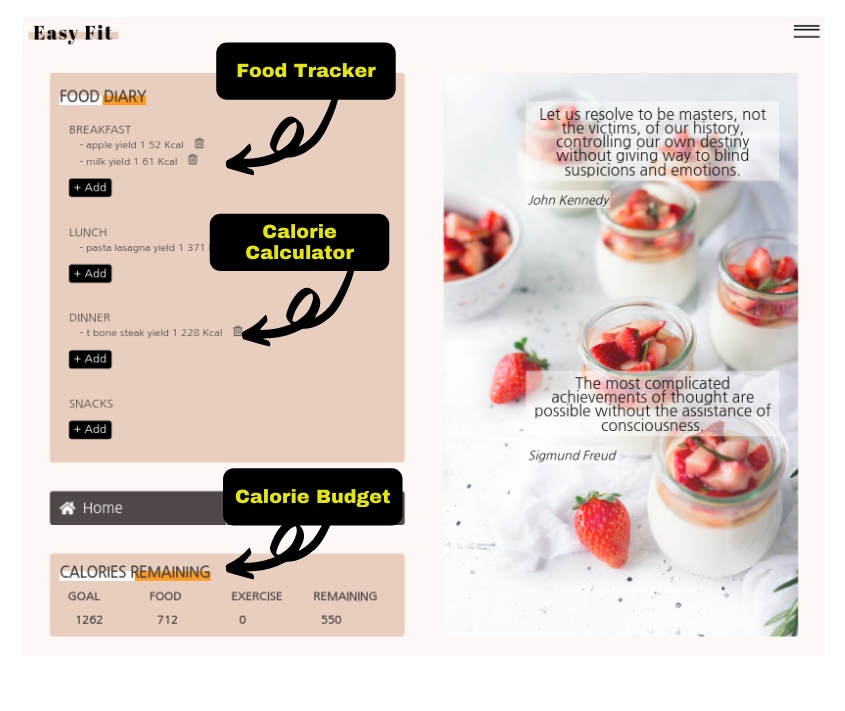 Easy Fit
Food Tracker
FOOD DIARY
BREAKFAST
- apple yield 1 52 Kcal
- milk yield 1 61 Kcal
+ Add
LUNCH
- pasta lasagna yield 1 371
Calorie
Calculator
+ Add
DINNER
- t bone steak yield 1 228 Kcal
+ Add
SNACKS
+ Add
Home
Calorie Budget
CALORIES REMAINING
GOAL FOOD EXERCISE REMAINING
1262 712 0 550
Let us resolve to be masters, not
the victims, of our history,
controlling our own destiny
without giving way to blind
suspicions and emotions.
John Kennedy
The most complicated
achievements of thought are
possible without the assistance of
consciousness.
Sigmund Freud